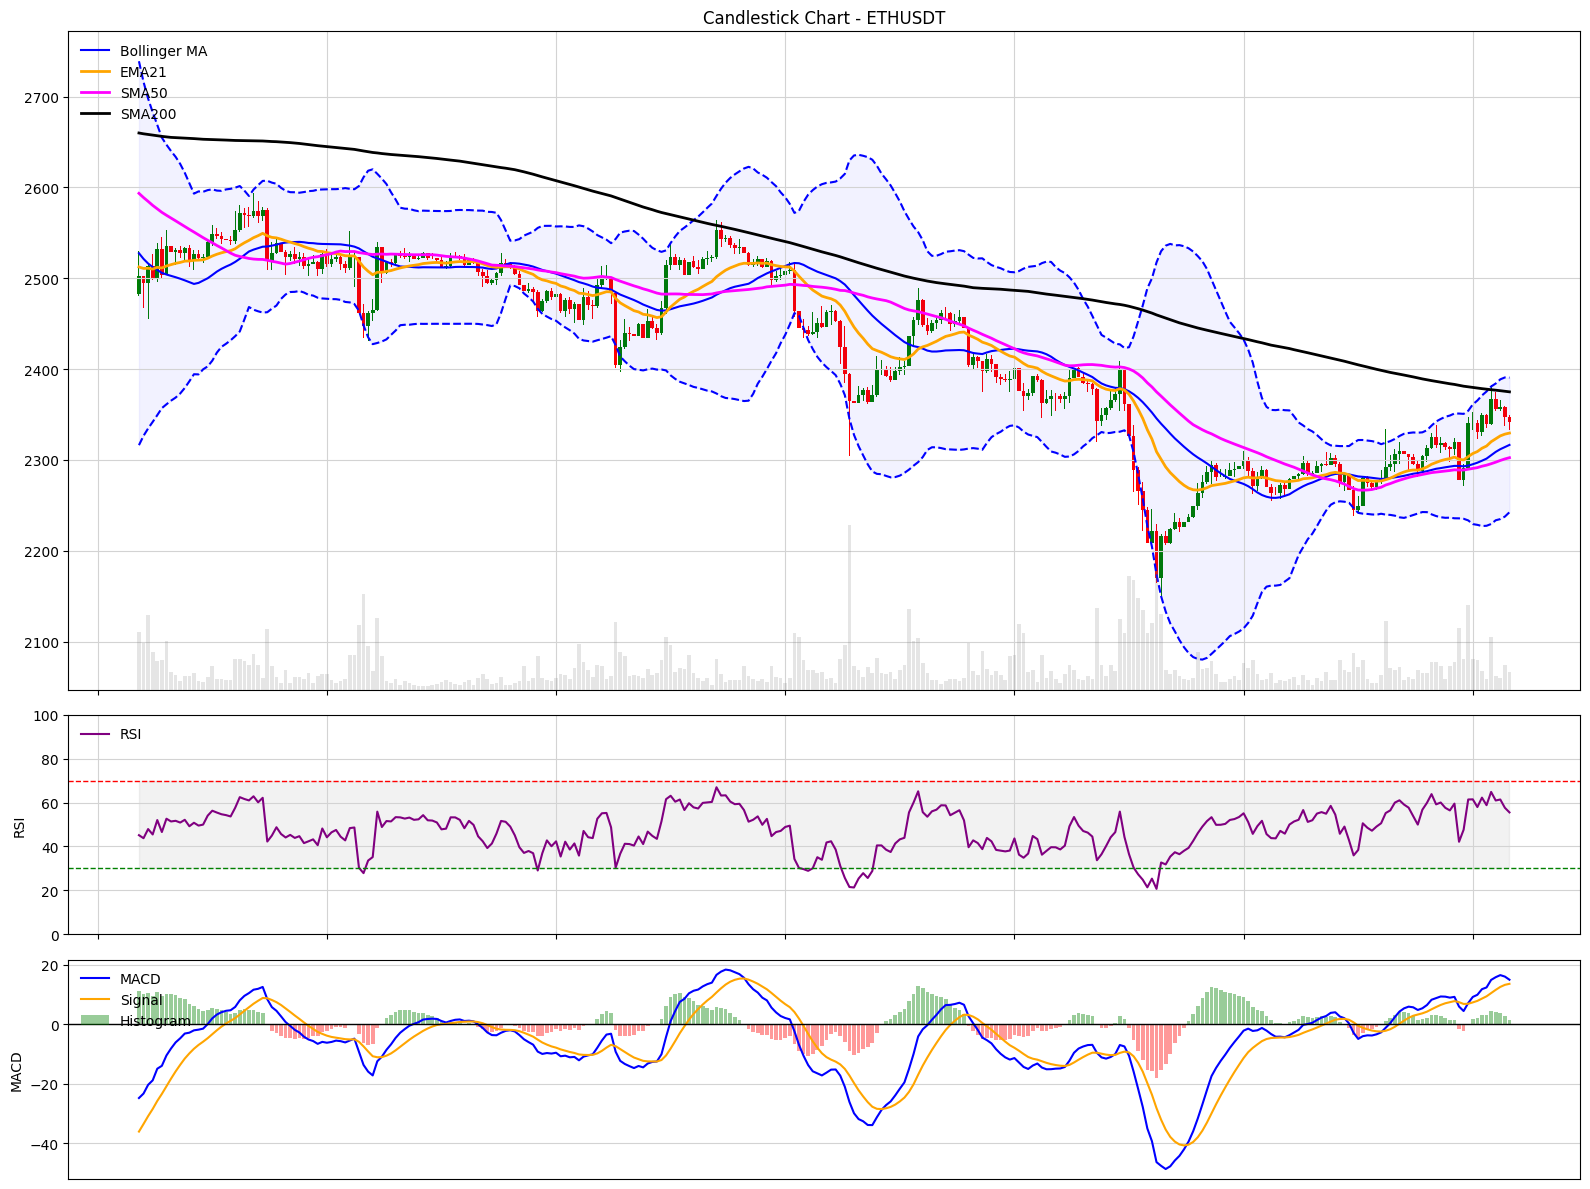 Candlestick Chart - ETHUSDT
Bollinger MA
EMA21
SMA50
SMA200
2700
2600
2500
2400
2300
2200
2100
RSI
100
80
60
40
20
0
RSI
MACD
Signal
Histogram
20
0
−20
−40
MACD